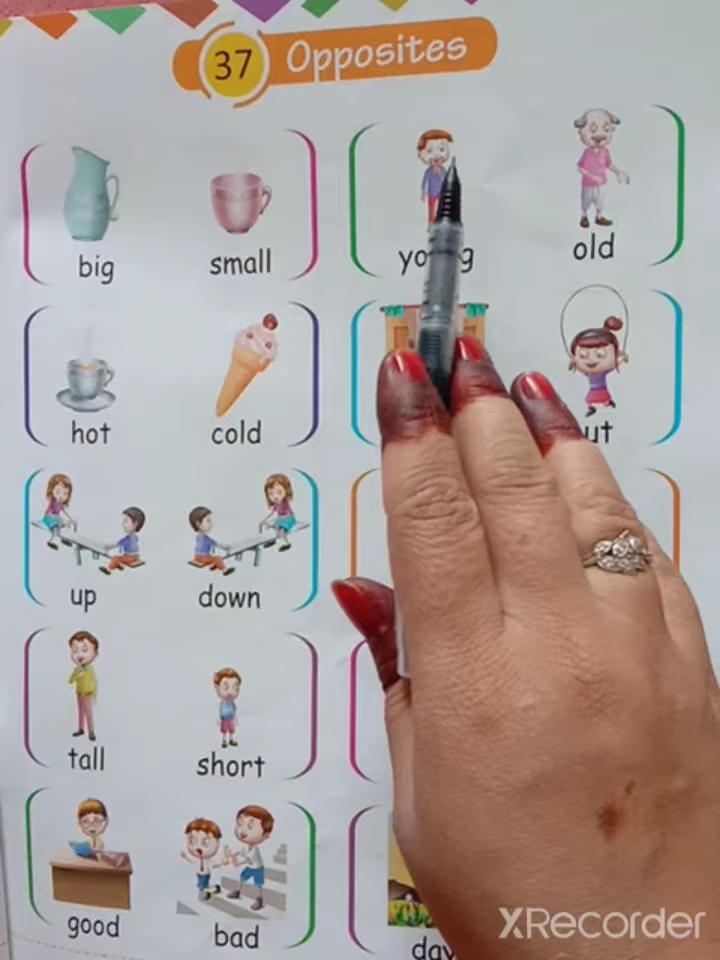 37 Opposites
big small
old
hot cold
up down
tall short
good bad
XRecorder